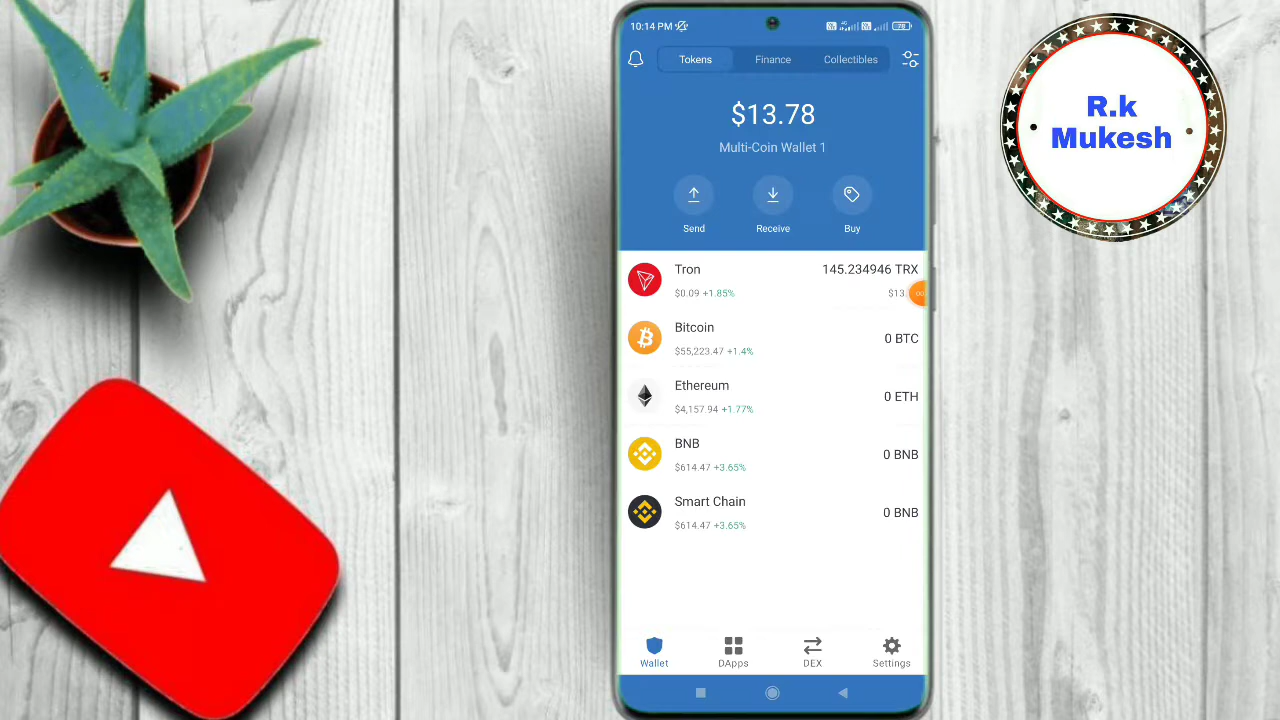 10:14 PM
78
Tokens
Finance
Collectibles
$13.78
Multi-Coin Wallet 1
Send
Receive
Buy
Tron
145.234946 TRX
$0.09 +1.85%
$13.
Bitcoin
$55,223.47 +1.4%
0 BTC
Ethereum
$4,157.94 +1.77%
0 ETH
BNB
$614.47 +3.65%
0 BNB
Smart Chain
$614.47 +3.65%
0 BNB
Wallet
DApps
DEX
Settings
R.k
Mukesh